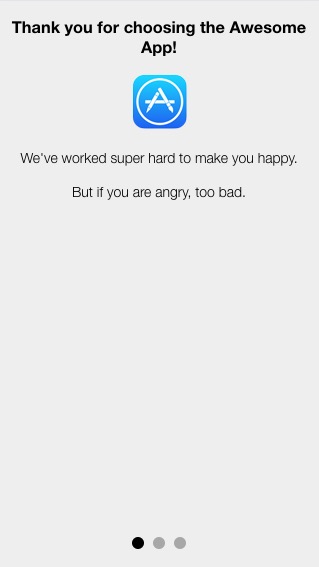 Thank you for choosing the Awesome
App!
We've worked super hard to make you happy.
But if you are angry, too bad.